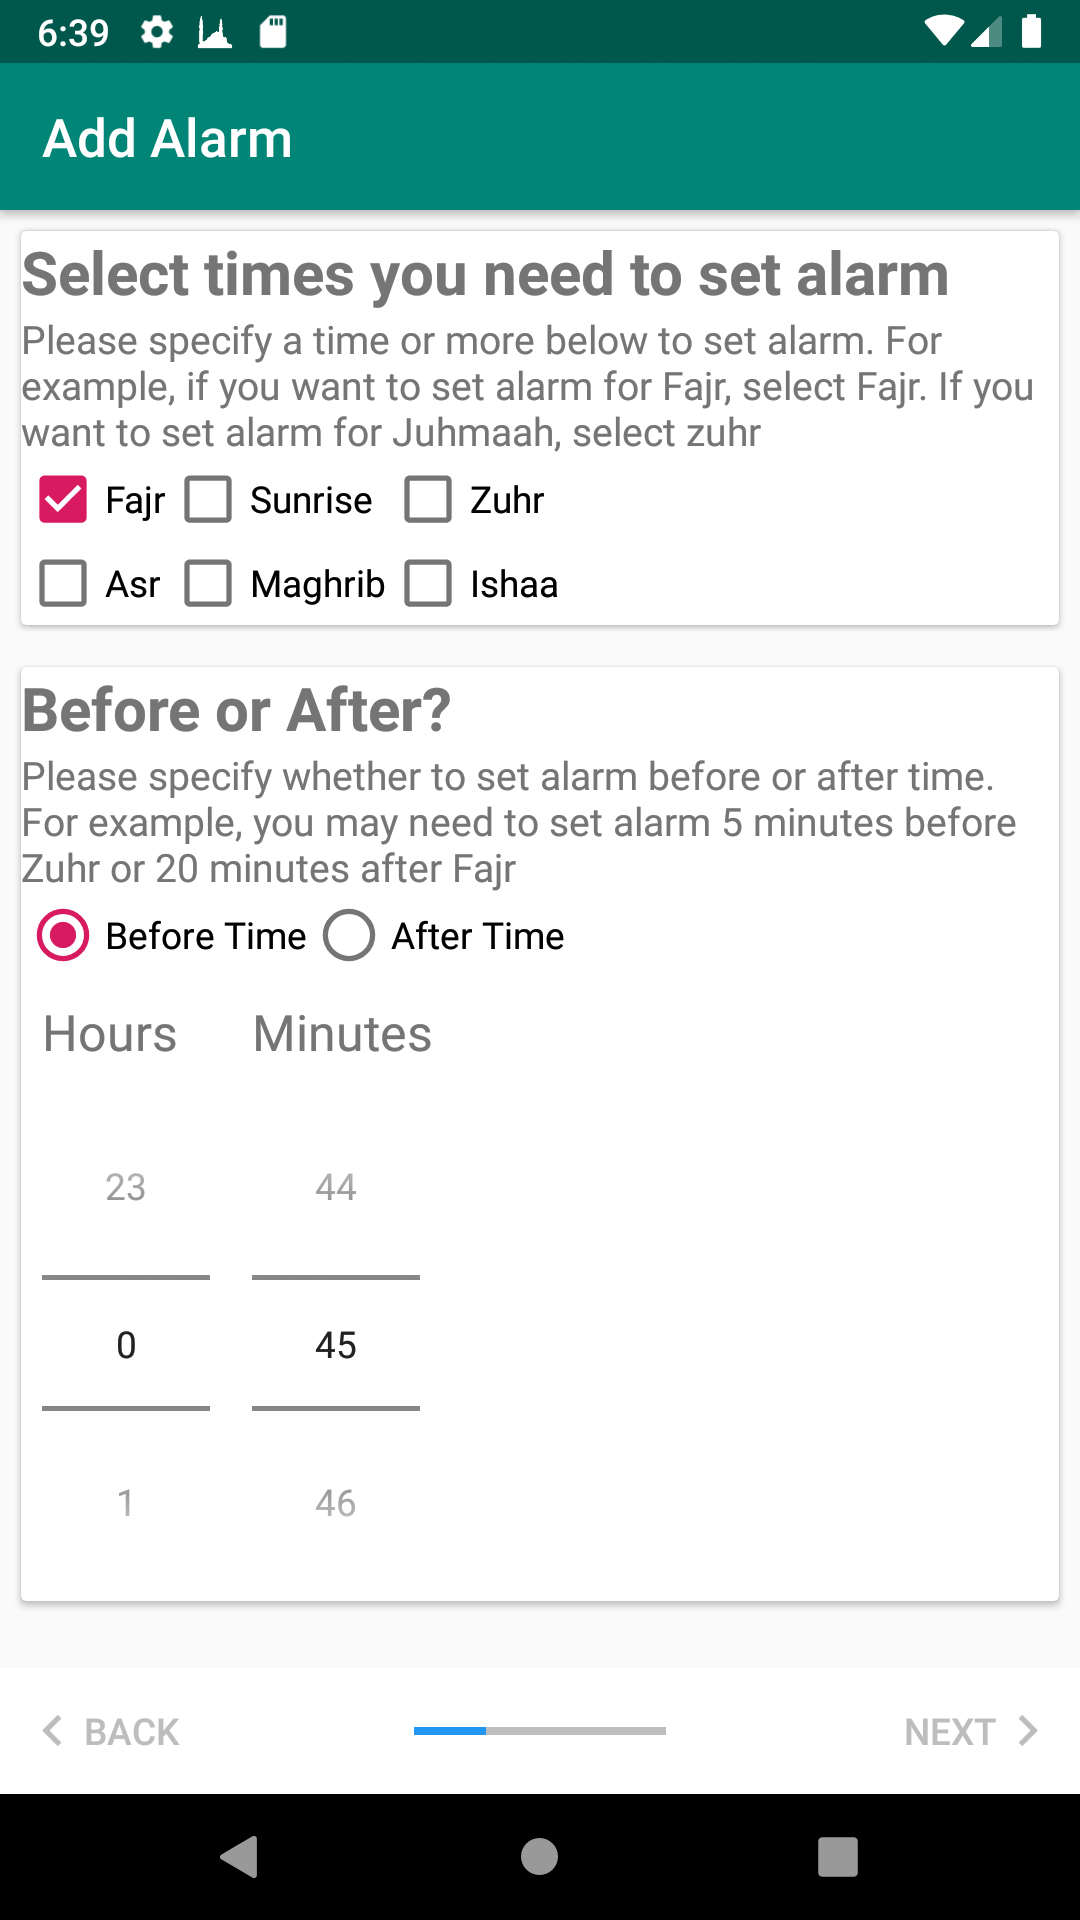 6:39
Add Alarm
Select times you need to set alarm
Please specify a time or more below to set alarm. For
example, if you want to set alarm for Fajr, select Fajr. If you
want to set alarm for Juhmaah, select zuhr
Fajr Sunrise Zuhr
Asr Maghrib Ishaa
Before or After?
Please specify whether to set alarm before or after time.
For example, you may need to set alarm 5 minutes before
Zuhr or 20 minutes after Fajr
Before Time After Time
Hours Minutes
23 44
0 45
1 46
BACK NEXT